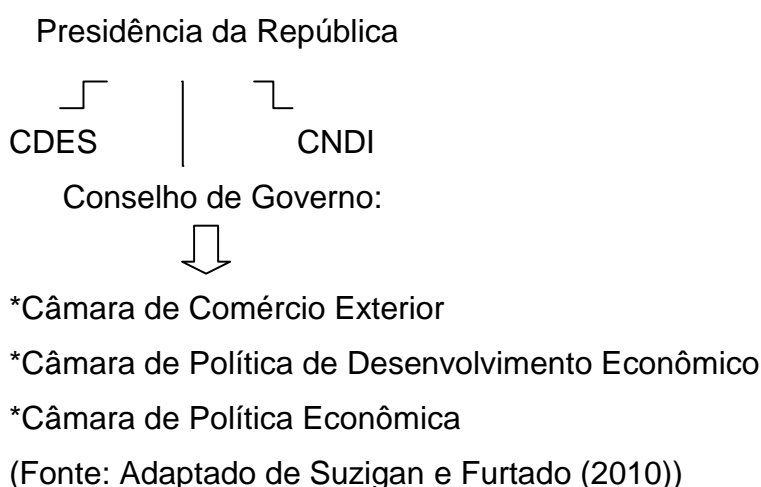 Presidência da República
CDES CNDI
Conselho de Governo:
*Câmara de Comércio Exterior
*Câmara de Política de Desenvolvimento Econômico
*Câmara de Política Econômica
(Fonte: Adaptado de Suzigan e Furtado (2010))